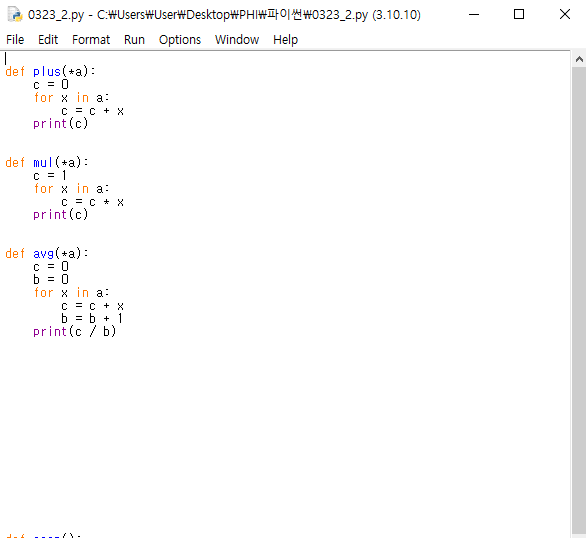 0323_2.py - C:₩Users₩User₩Desktop₩PHI₩파이썬₩0323_2.py (3.10.10)
File Edit Format Run Options Window Help
def plus(*a):
    c = 0
    for x in a:
        c = c + x
    print(c)
def mul(*a):
    c = 1
    for x in a:
        c = c * x
    print(c)
def avg(*a):
    c = 0
    b = 0
    for x in a:
        c = c + x
        b = b + 1
    print(c / b)
def